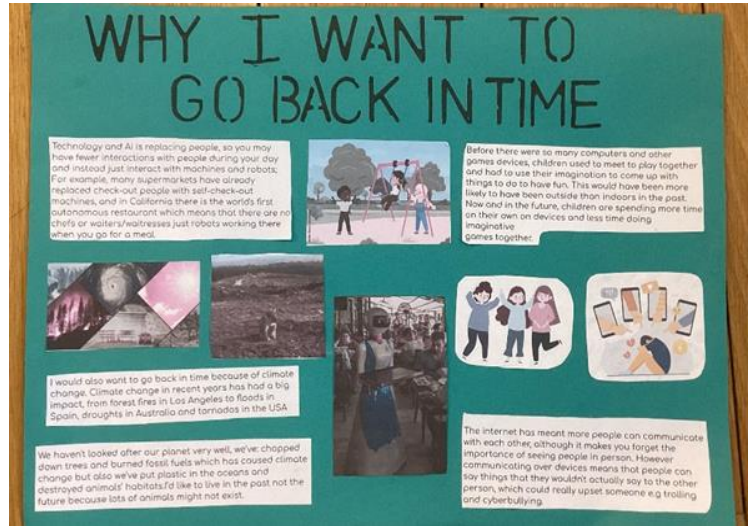 WHY I WANT TO
GO BACK IN TIME
Technology and Ai is replacing people, so you may
have fewer interactions with people during your day
and instead just interact with machines and robots.
For example, many supermarkets have already
replaced check-out people with self-check-out
machines, and in California there is the world's first
autonomous restaurant which means that there are no
chefs or waiters/waitresses just robots working there
when you go for a meal.
Before there were so many computers and other
games devices, children used to meet to play together
and had to use their imagination to come up with
things to do to have fun. This would have been more
likely to have been outside than indoors in the past.
Now and in the future, children are spending more time
on their own on devices and less time doing
imaginative
games together.
I would also want to go back in time because of climate
change. Climate change in recent years has had a big
impact, from forest fires in Los Angeles to floods in
Spain, droughts in Australia and tornados in the USA
We haven't looked after our planet very well, we've: chopped
down trees and burned fossil fuels which has caused climate
change but also we've put plastic in the oceans and
destroyed animals' habitats.I'd like to live in the past not the
future because lots of animals might not exist.
The internet has meant more people can communicate
with each other, although it makes you forget the
importance of seeing people in person. However
communicating over devices means that people can
say things that they wouldn't actually say to the other
person, which could really upset someone e.g trolling
and cyberbullying.